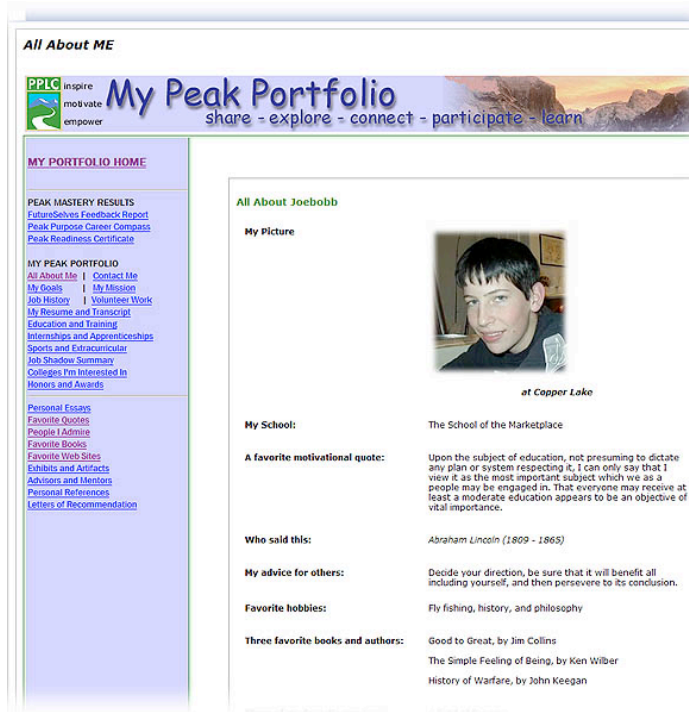 All About ME
PPLC inspire
motivate
empower
My Peak Portfolio
share - explore - connect - participate - learn
MY PORTFOLIO HOME
PEAK MASTERY RESULTS
FutureSelves Feedback Report
Peak Purpose Career Compass
Peak Readiness Certificate
MY PEAK PORTFOLIO
All About Me | Contact Me
My Goals | My Mission
Job History | Volunteer Work
My Resume and Transcript
Education and Training
Internships and Apprenticeships
Sports and Extracurricular
Job Shadow Summary
Colleges I'm Interested In
Honors and Awards
Personal Essays
Favorite Quotes
People I Admire
Favorite Books
Favorite Web Sites
Exhibits and Artifacts
Advisors and Mentors
Personal References
Letters of Recommendation
All About Joebobb
My Picture
at Copper Lake
My School: The School of the Marketplace
A favorite motivational quote: Upon the subject of education, not presuming to dictate
any plan or system respecting it, I can only say that I
view it as the most important subject which we as a
people may be engaged in. That everyone may receive at
least a moderate education appears to be an objective of
vital importance.
Who said this: Abraham Lincoln (1809 - 1865)
My advice for others: Decide your direction, be sure that it will benefit all
including yourself, and then persevere to its conclusion.
Favorite hobbies: Fly fishing, history, and philosophy
Three favorite books and authors: Good to Great, by Jim Collins
The Simple Feeling of Being, by Ken Wilber
History of Warfare, by John Keegan